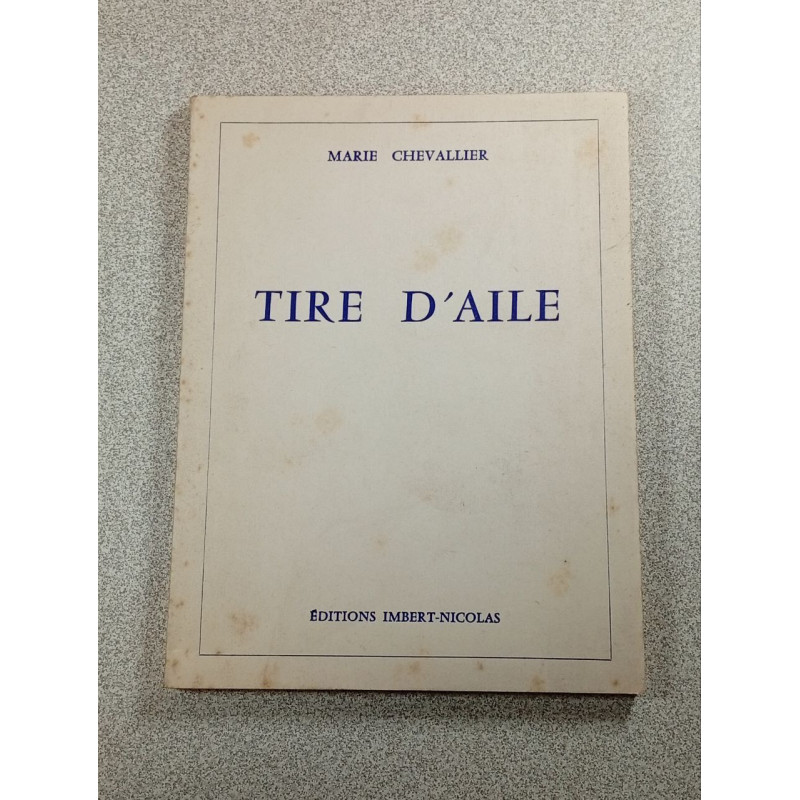 MARIE CHEVALLIER
TIRE D'AILE
ÉDITIONS IMBERT-NICOLAS